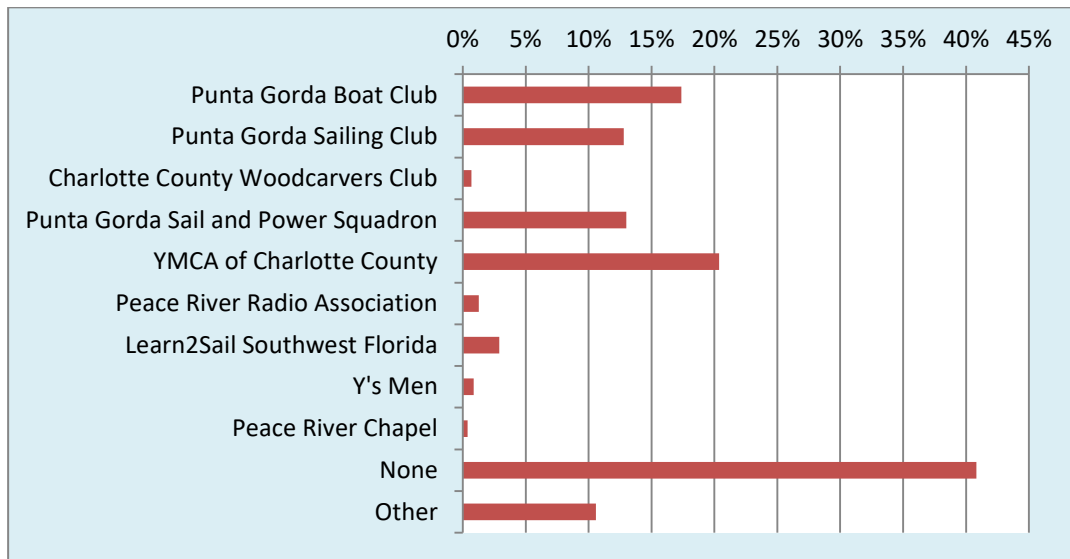 0% 5% 10% 15% 20% 25% 30% 35% 40% 45%
Punta Gorda Boat Club
Punta Gorda Sailing Club
Charlotte County Woodcarvers Club
Punta Gorda Sail and Power Squadron
YMCA of Charlotte County
Peace River Radio Association
Learn2Sail Southwest Florida
Y's Men
Peace River Chapel
None
Other